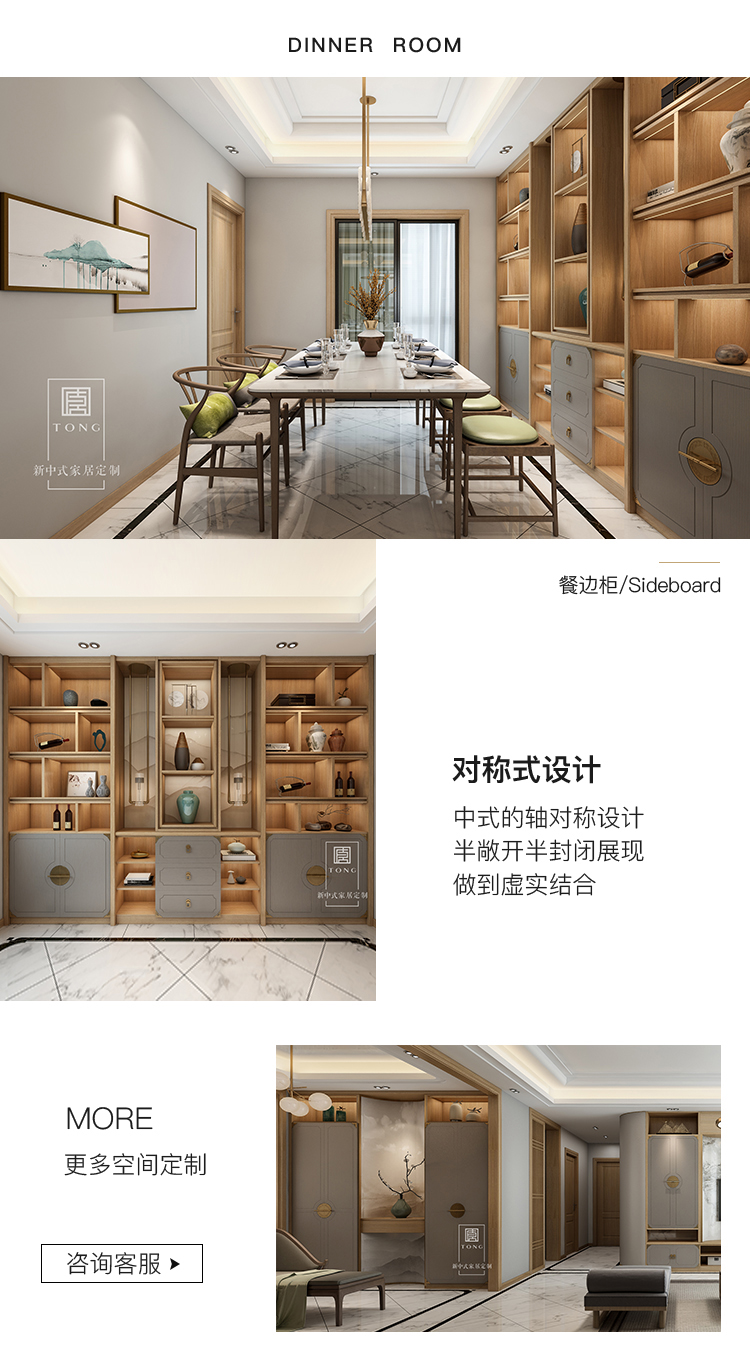 DINNER ROOM
TONG
新中式家居定制
餐边柜/Sideboard
对称式设计
中式的轴对称设计
半敞开半封闭展现
做到虚实结合
TONG
新中式家居定制
MORE
更多空间定制
咨询客服
TONG
新中式家居定制